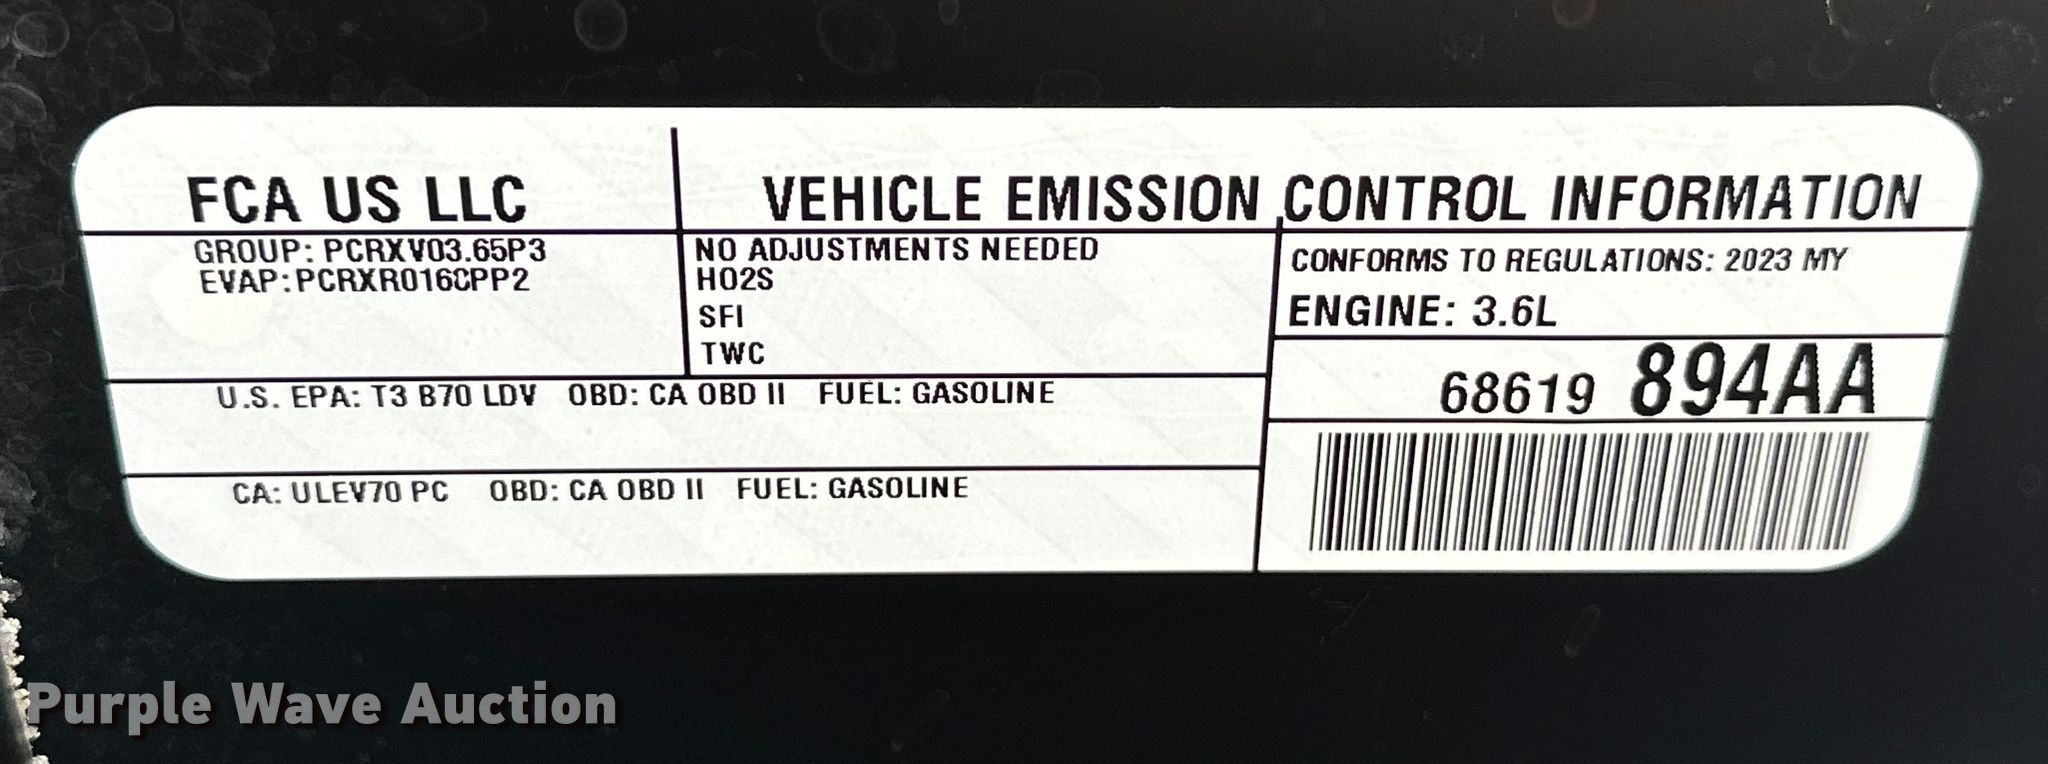 FCA US LLC
VEHICLE EMISSION CONTROL INFORMATION
GROUP: PCRXV03.65P3
EVAP:PCRXR016CPP2
NO ADJUSTMENTS NEEDED
HO2S
SFI
TWC
CONFORMS TO REGULATIONS: 2023 MY
ENGINE: 3.6L
68619 894AA
U.S. EPA: T3 B70 LDV OBD: CA OBD II FUEL: GASOLINE
CA: ULEV70 PC OBD: CA OBD II FUEL: GASOLINE
Purple Wave Auction